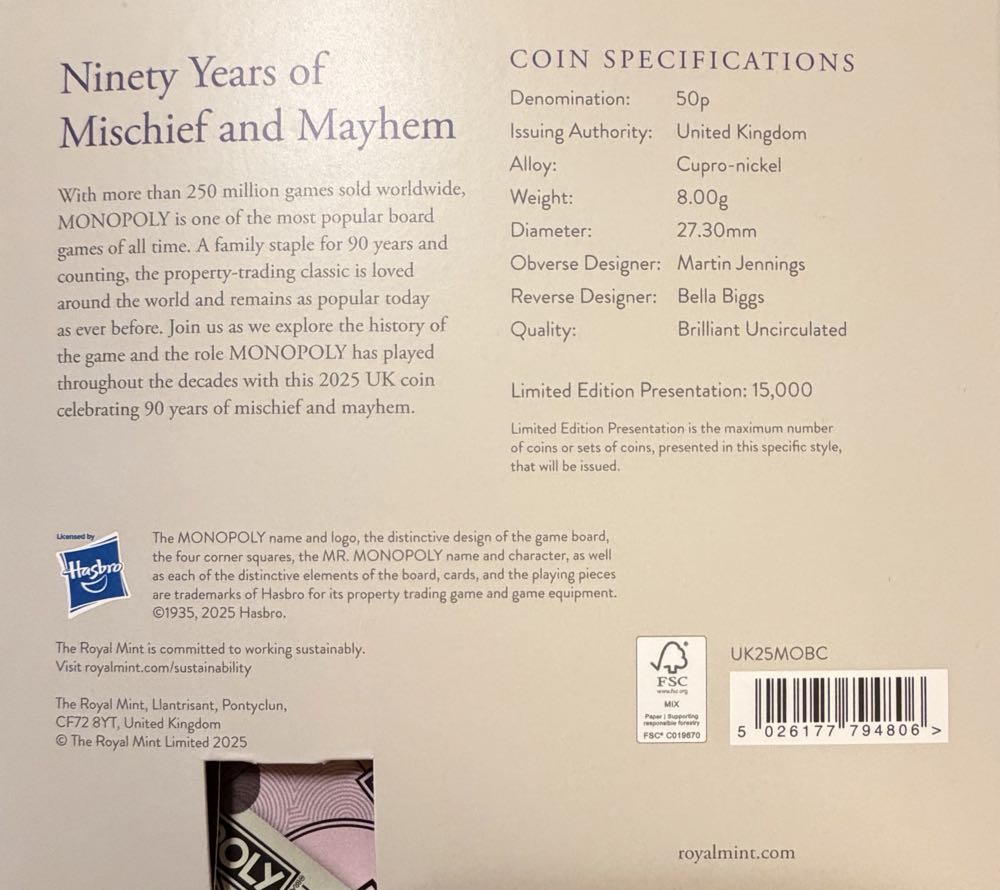 Ninety Years of
Mischief and Mayhem
With more than 250 million games sold worldwide,
MONOPOLY is one of the most popular board
games of all time. A family staple for 90 years and
counting, the property-trading classic is loved
around the world and remains as popular today
as ever before. Join us as we explore the history of
the game and the role MONOPOLY has played
throughout the decades with this 2025 UK coin
celebrating 90 years of mischief and mayhem.
COIN SPECIFICATIONS
Denomination: 50p
Issuing Authority: United Kingdom
Alloy: Cupro-nickel
Weight: 8.00g
Diameter: 27.30mm
Obverse Designer: Martin Jennings
Reverse Designer: Bella Biggs
Quality: Brilliant Uncirculated
Limited Edition Presentation: 15,000
Limited Edition Presentation is the maximum number
of coins or sets of coins, presented in this specific style,
that will be issued.
Licensed by
Hasbro
The MONOPOLY name and logo, the distinctive design of the game board,
the four corner squares, the MR. MONOPOLY name and character, as well
as each of the distinctive elements of the board, cards, and the playing pieces
are trademarks of Hasbro for its property trading game and game equipment.
©1935, 2025 Hasbro.
The Royal Mint is committed to working sustainably.
Visit royalmint.com/sustainability
The Royal Mint, Llantrisant, Pontyclun,
CF72 8YT, United Kingdom
© The Royal Mint Limited 2025
FSC
www.fsc.org
MIX
Paper | Supporting
responsible forestry
FSC® C019670
UK25MOBC
5 026177 794806 >
OLY
royalmint.com